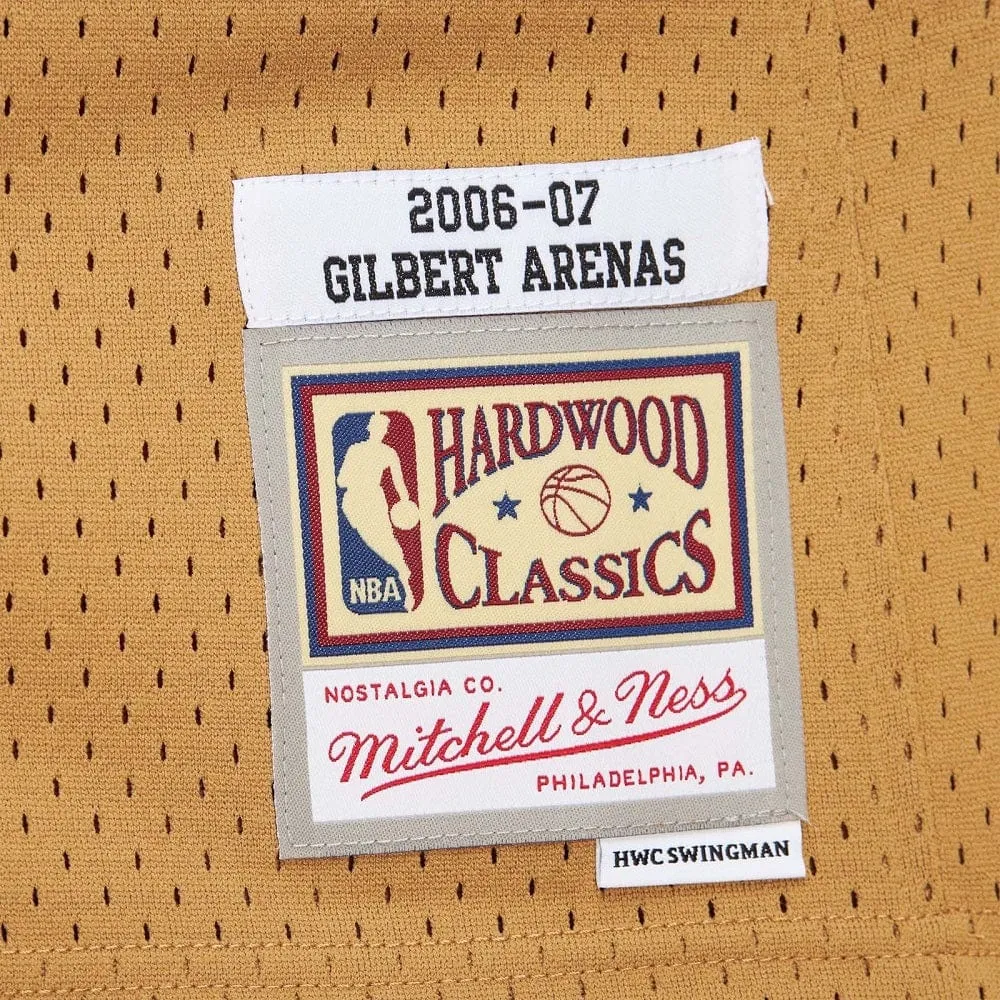 2006-07
GILBERT ARENAS
HARDWOOD
CLASSICS
NBA
NOSTALGIA CO.
Mitchell & Ness
PHILADELPHIA, PA.
HWC SWINGMAN